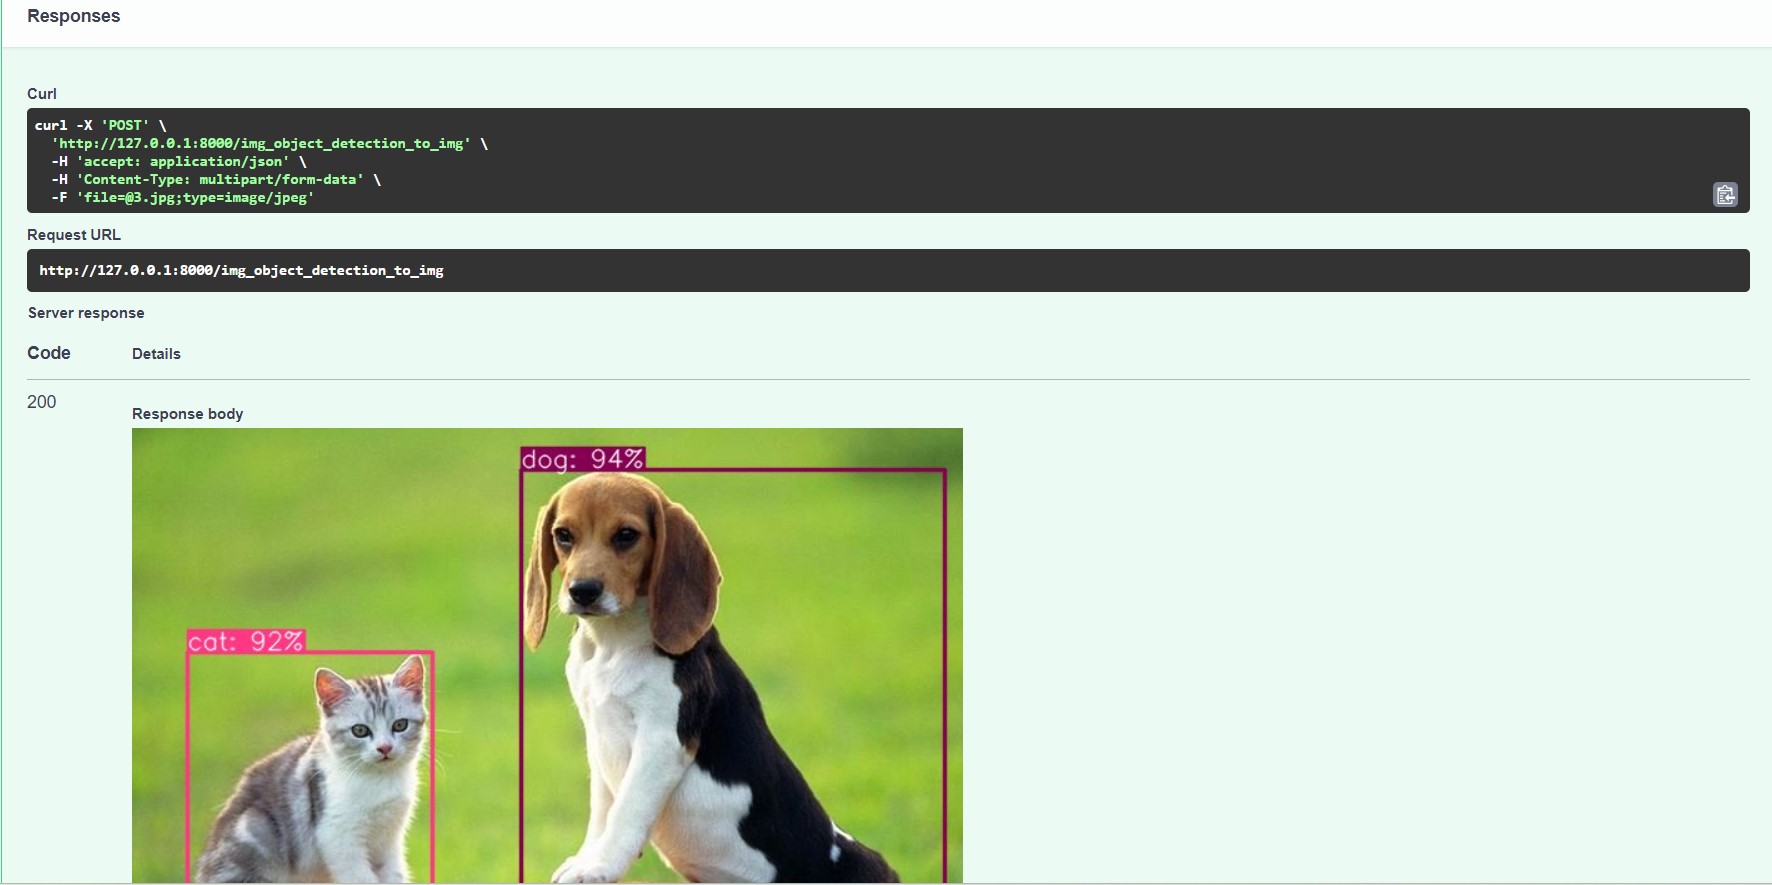 Responses
Curl
curl -X 'POST' \
'http://127.0.0.1:8000/img_object_detection_to_img' \
-H 'accept: application/json' \
-H 'Content-Type: multipart/form-data' \
-F 'file=@3.jpg;type=image/jpeg'
Request URL
http://127.0.0.1:8000/img_object_detection_to_img
Server response
Code Details
200
Response body
dog: 94%
cat: 92%